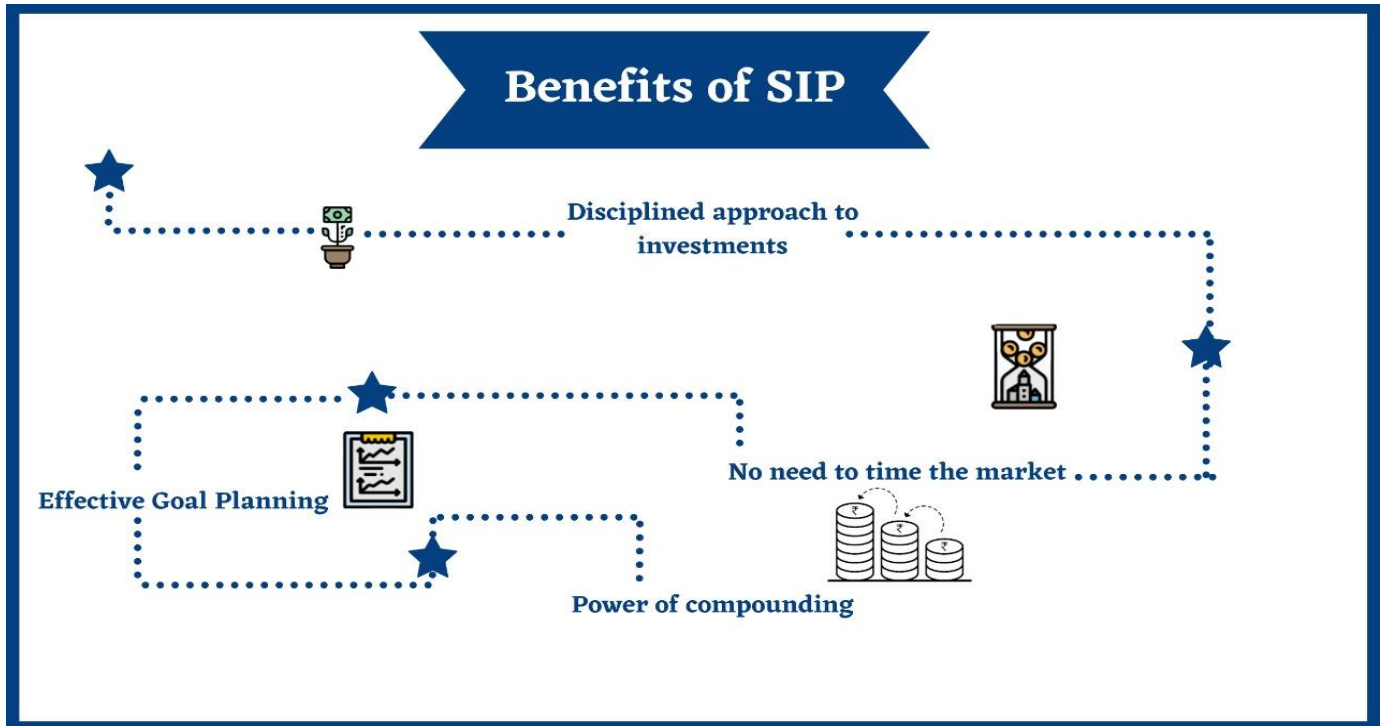 Benefits of SIP
Disciplined approach to
investments
No need to time the market
Effective Goal Planning
₹
₹
₹
Power of compounding